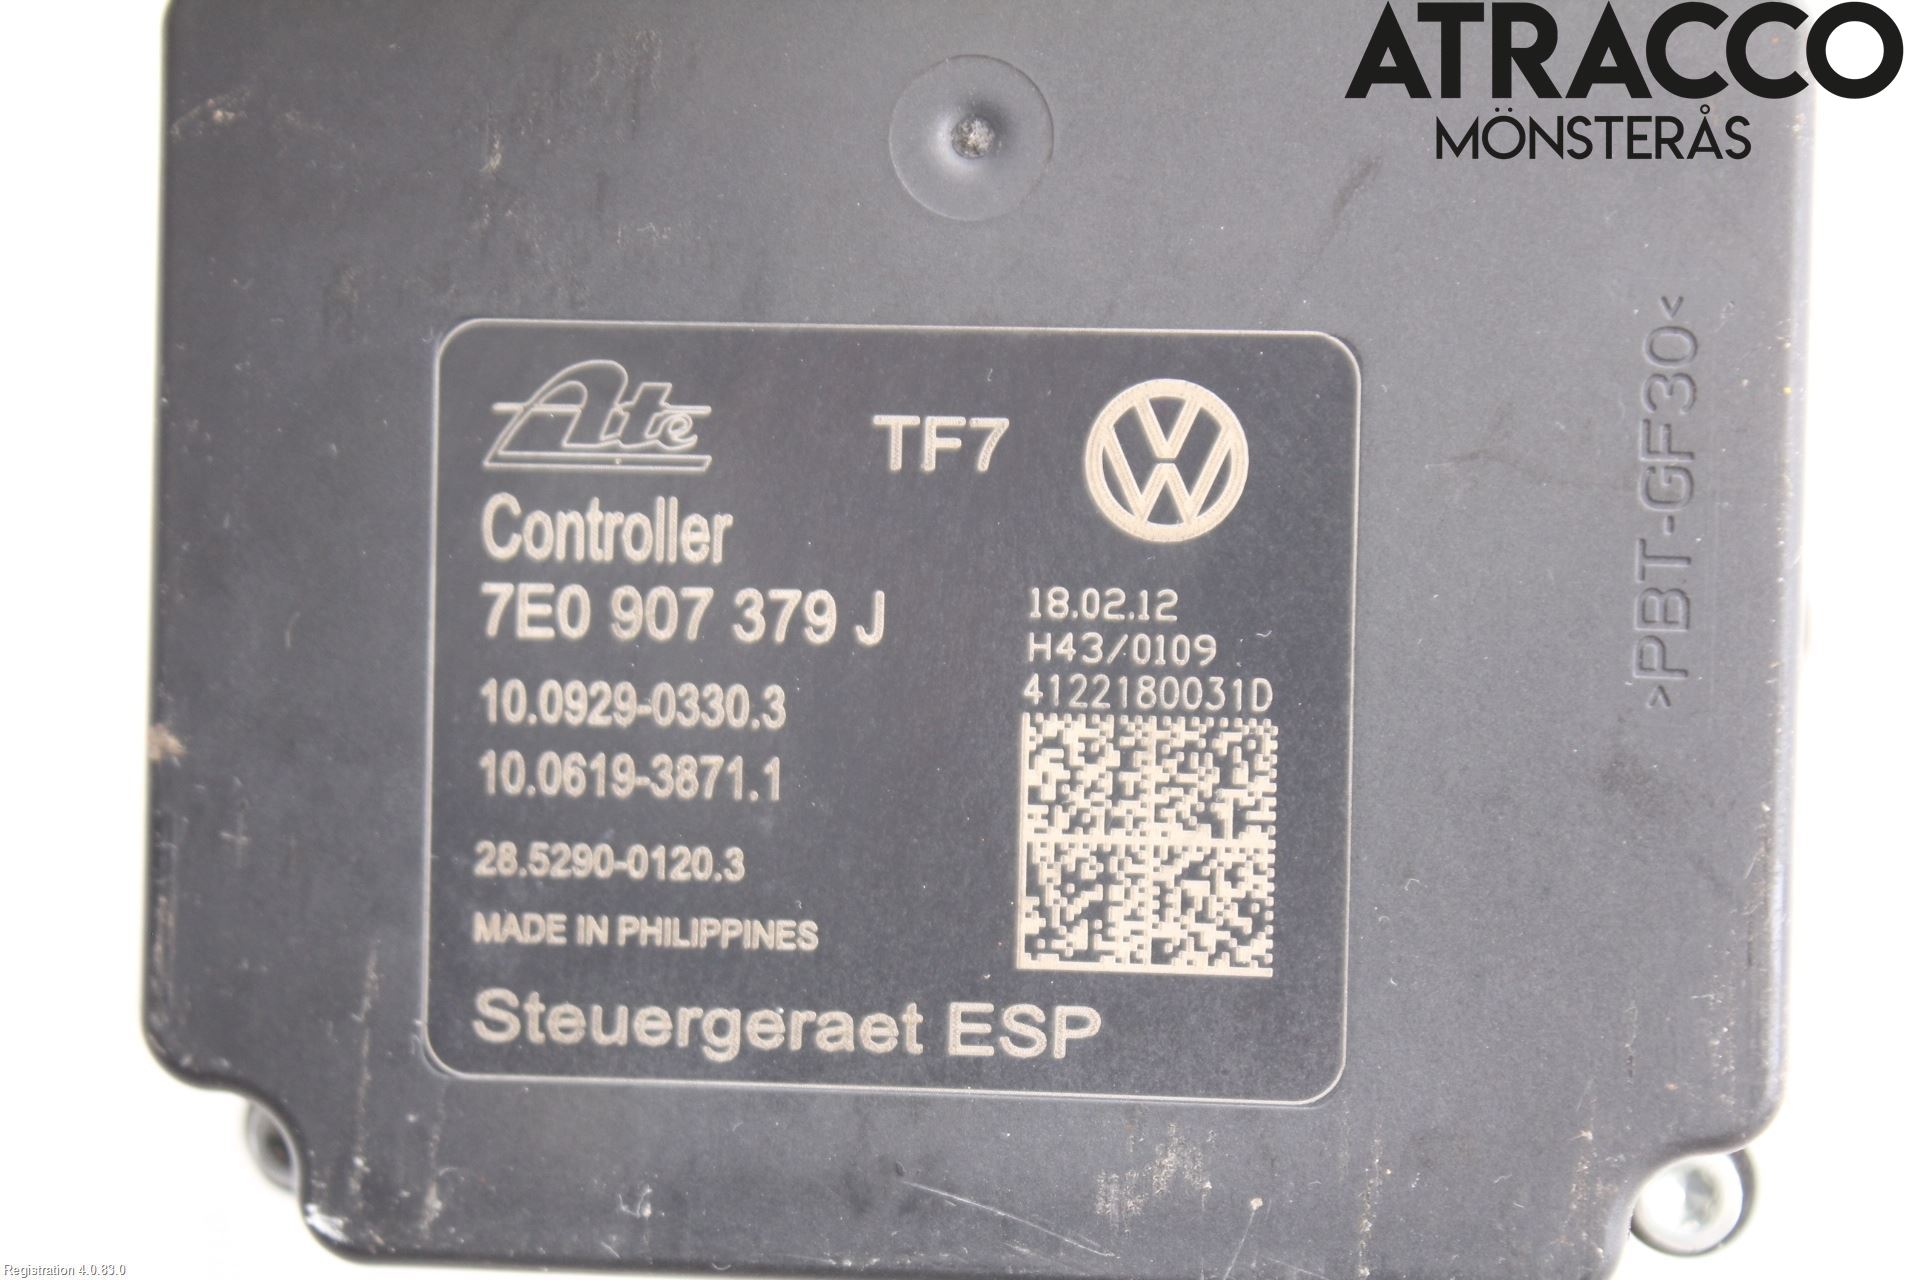 ATRACCO
MÖNSTERÅS
Ate
TF7
Controller
7E0 907 379 J
18.02.12
H43/0109
4122180031D
10.0929-0330.3
10.0619-3871.1
28.5290-0120.3
MADE IN PHILIPPINES
Steuergeraet ESP
>PBT-GF30<
Registration 4.0.83.0